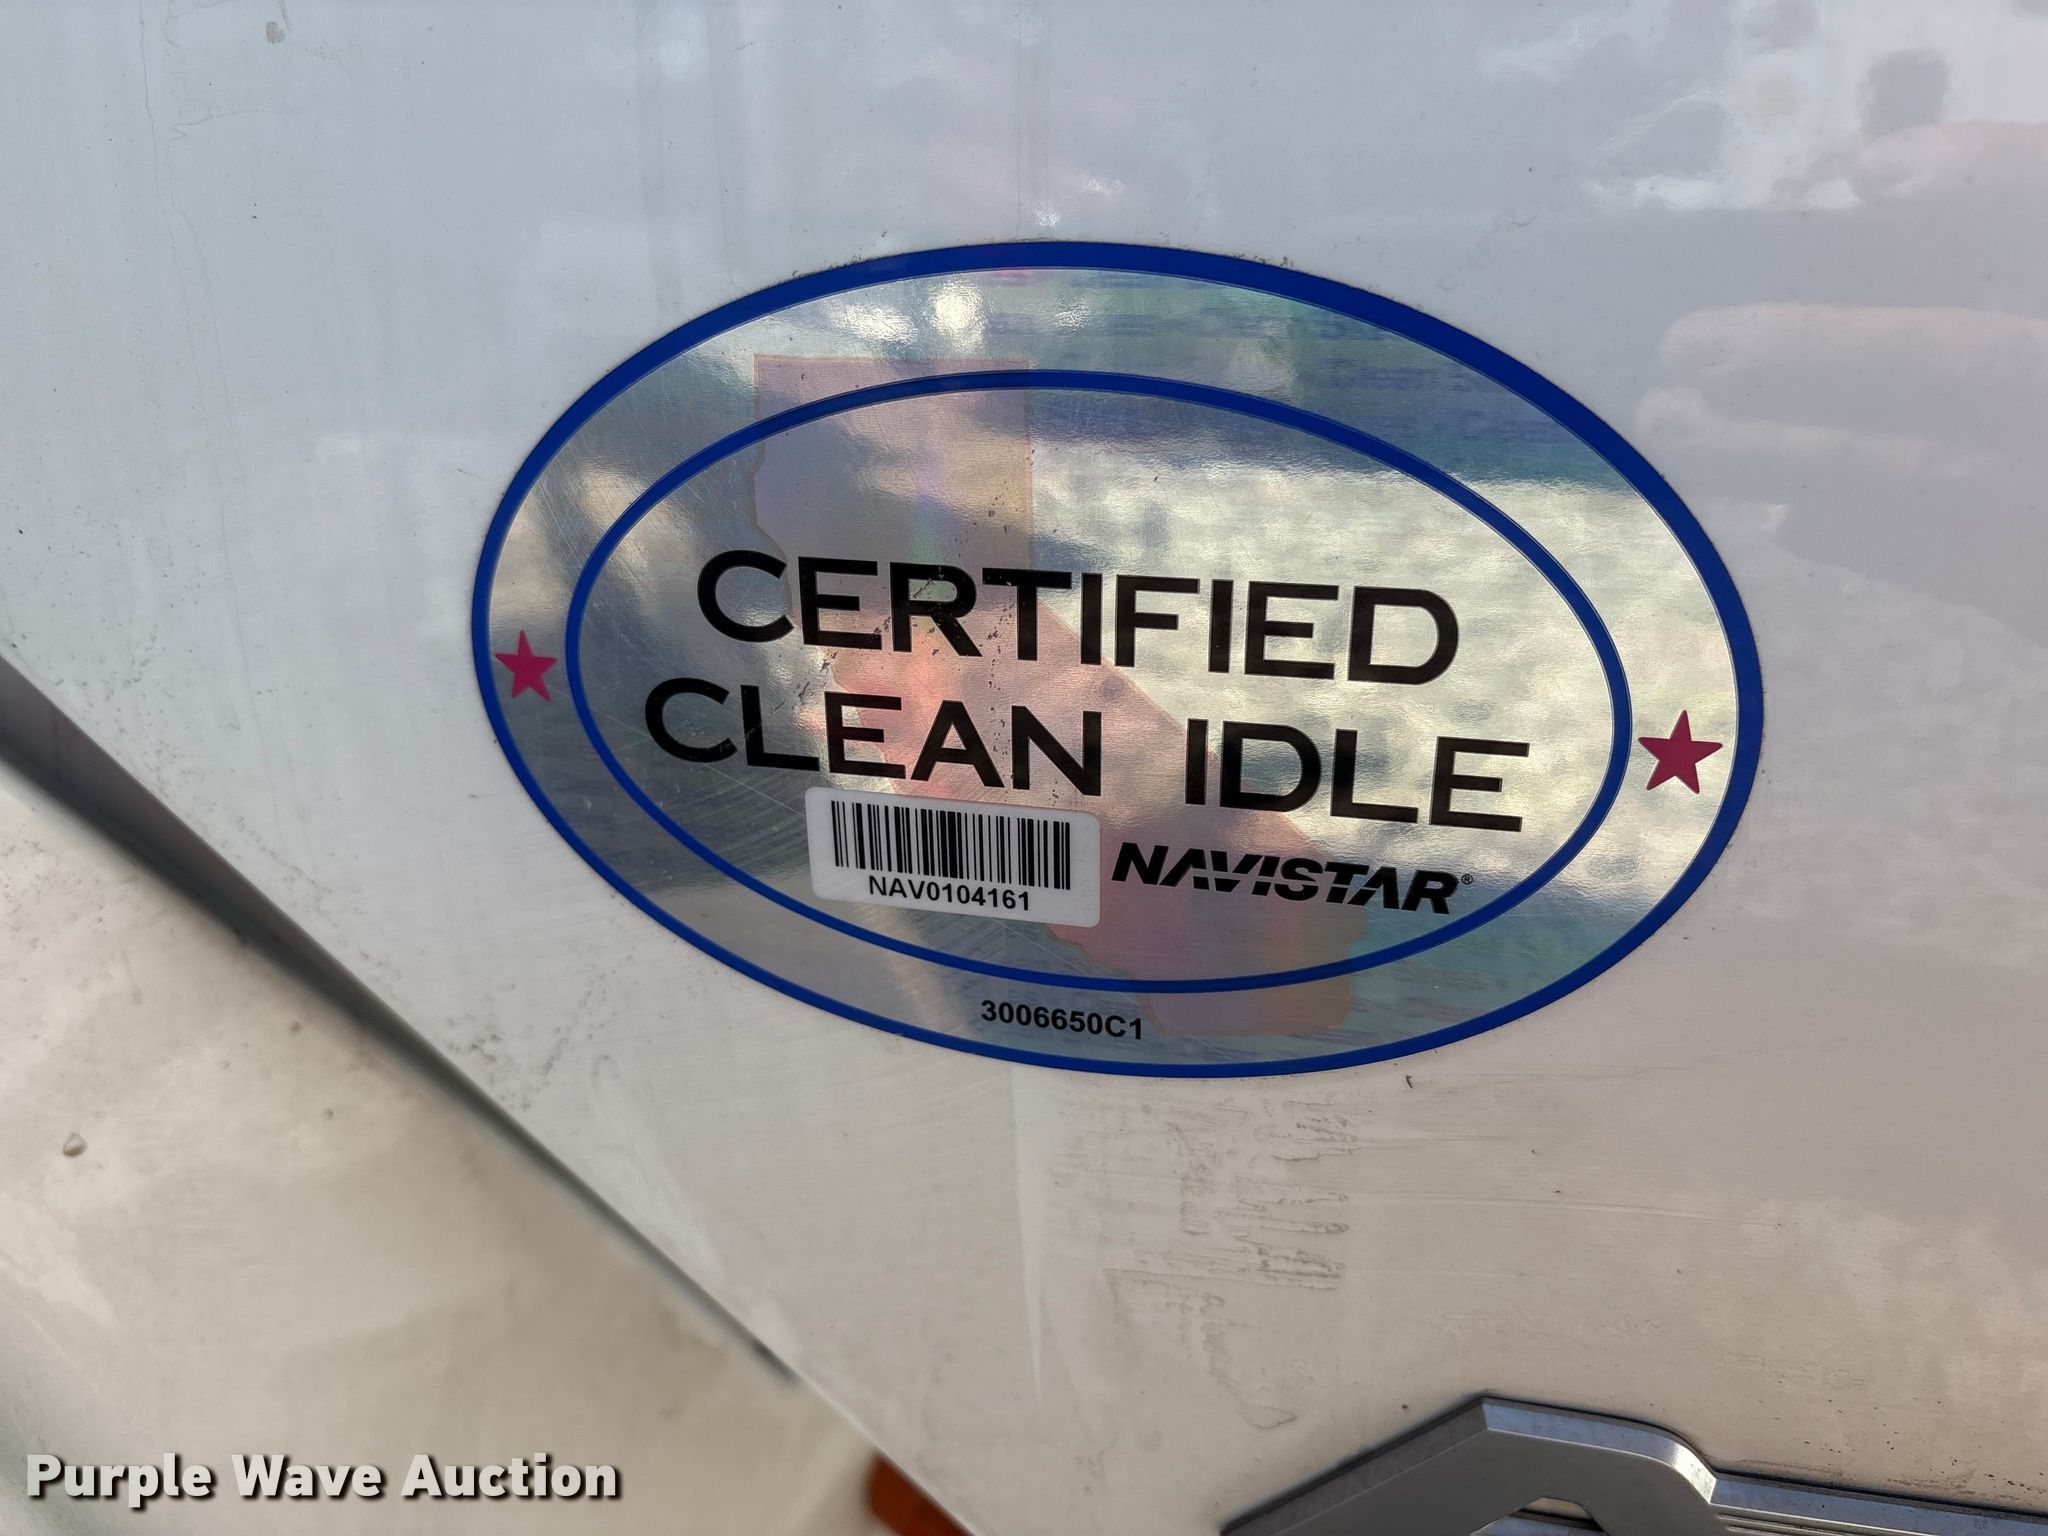 CERTIFIED
CLEAN IDLE
NAV0104161
NAVISTAR®
3006650C1
Purple Wave Auction